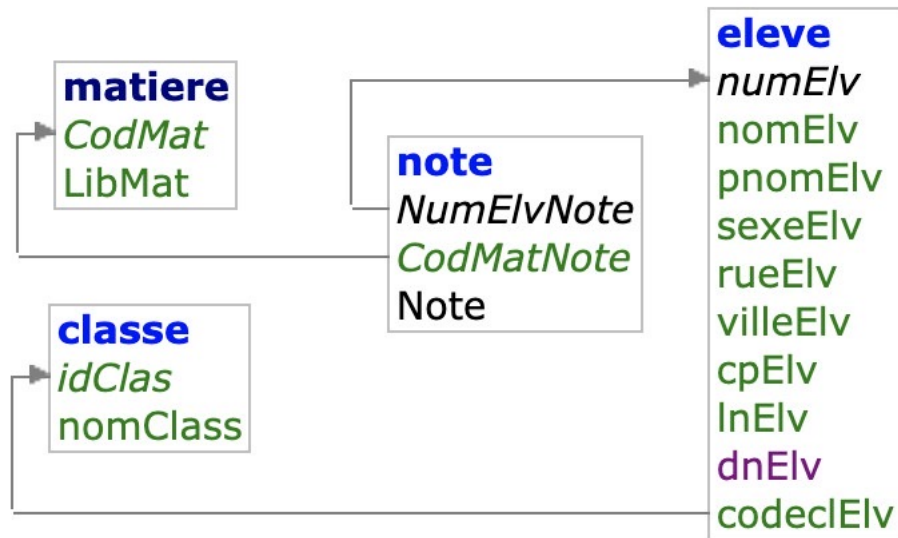 matiere
CodMat
LibMat
classe
idClas
nomClass
note
NumElvNote
CodMatNote
Note
eleve
numElv
nomElv
pnomElv
sexeElv
rueElv
villeElv
cpElv
lnElv
dnElv
codeclElv